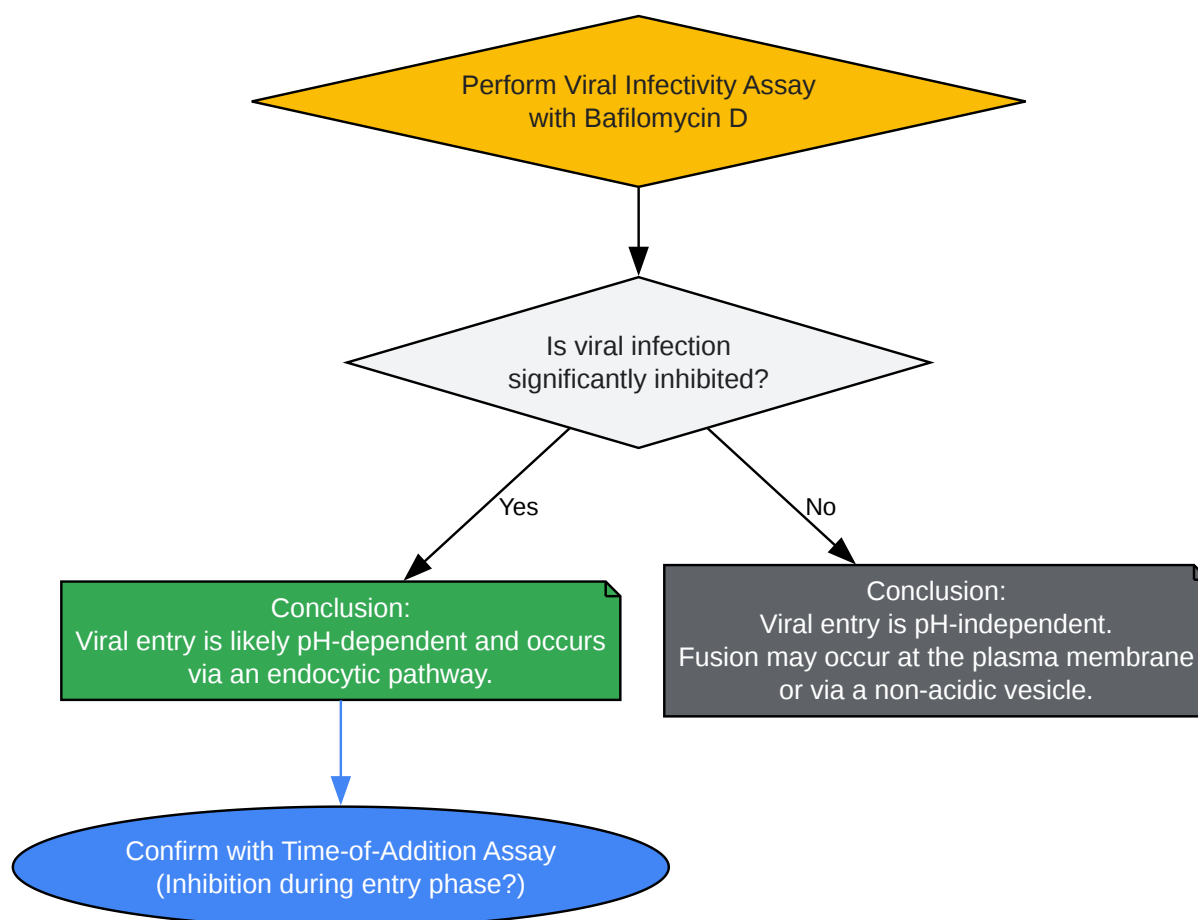 Perform Viral Infectivity Assay
with Bafilomycin D
Is viral infection
significantly inhibited?
Yes
No
Conclusion:
Viral entry is likely pH-dependent and occurs
via an endocytic pathway.
Conclusion:
Viral entry is pH-independent.
Fusion may occur at the plasma membrane
or via a non-acidic vesicle.
Confirm with Time-of-Addition Assay
(Inhibition during entry phase?)